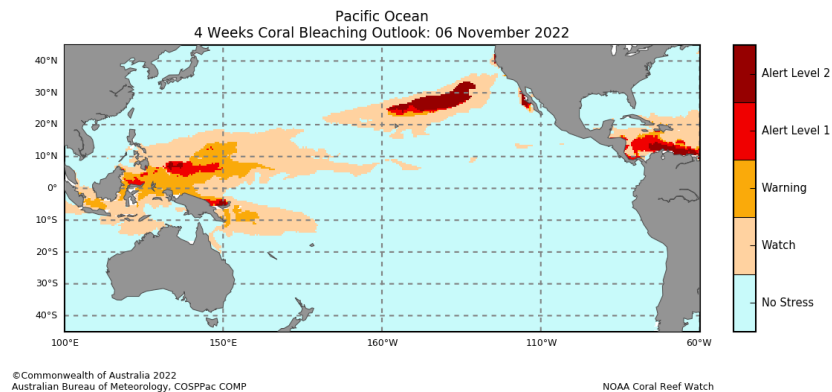 Pacific Ocean
4 Weeks Coral Bleaching Outlook: 06 November 2022
40°N
30°N
20°N
10°N
0°
10°S
20°S
30°S
40°S
100°E
150°E
160°W
110°W
60°W
Alert Level 2
Alert Level 1
Warning
Watch
No Stress
©Commonwealth of Australia 2022
Australian Bureau of Meteorology, COSPPac COMP
NOAA Coral Reef Watch